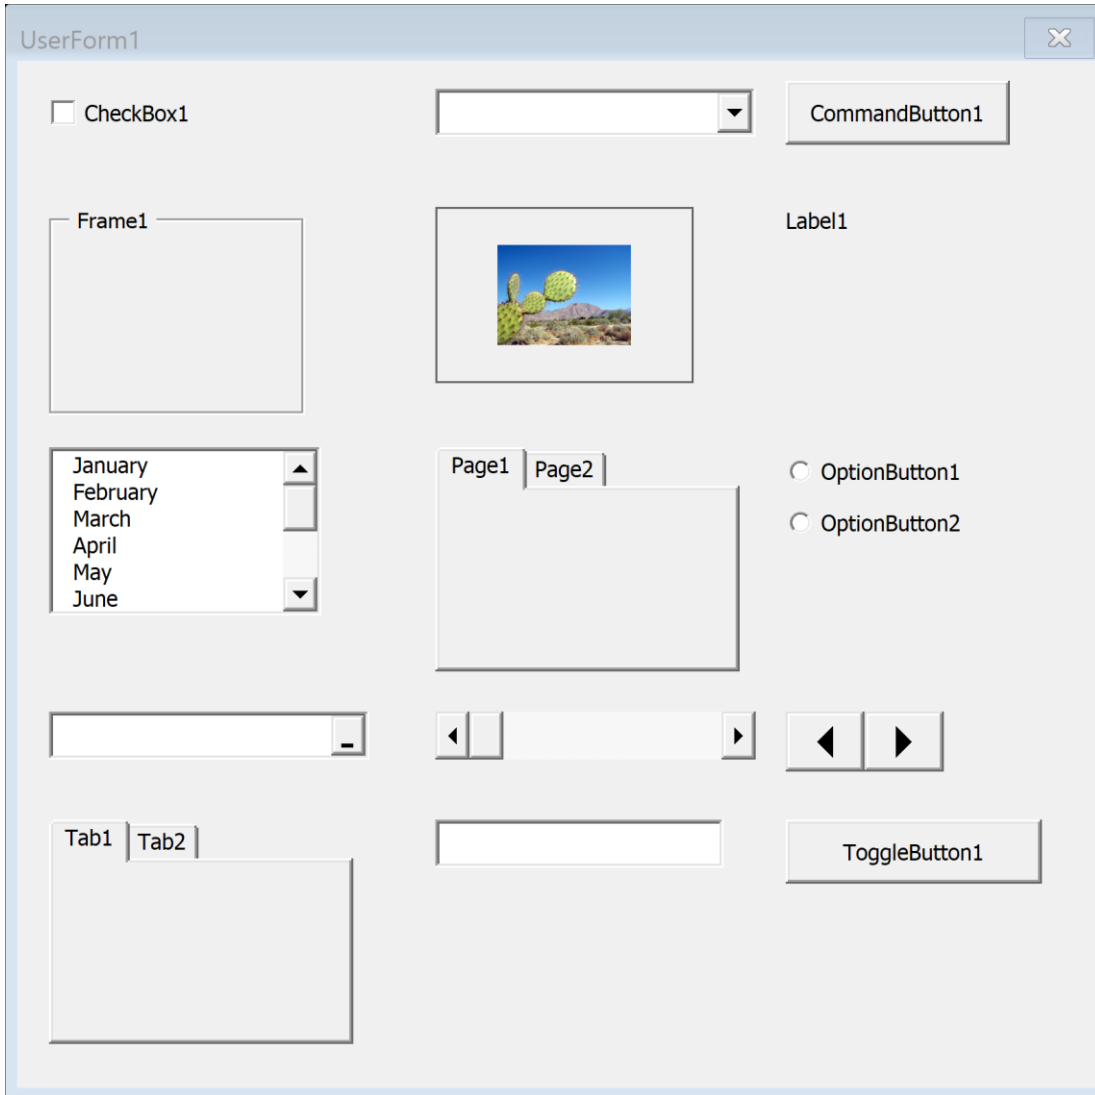 UserForm1
CheckBox1
CommandButton1
Frame1
Label1
January
February
March
April
May
June
Page1
Page2
OptionButton1
OptionButton2
Tab1
Tab2
ToggleButton1